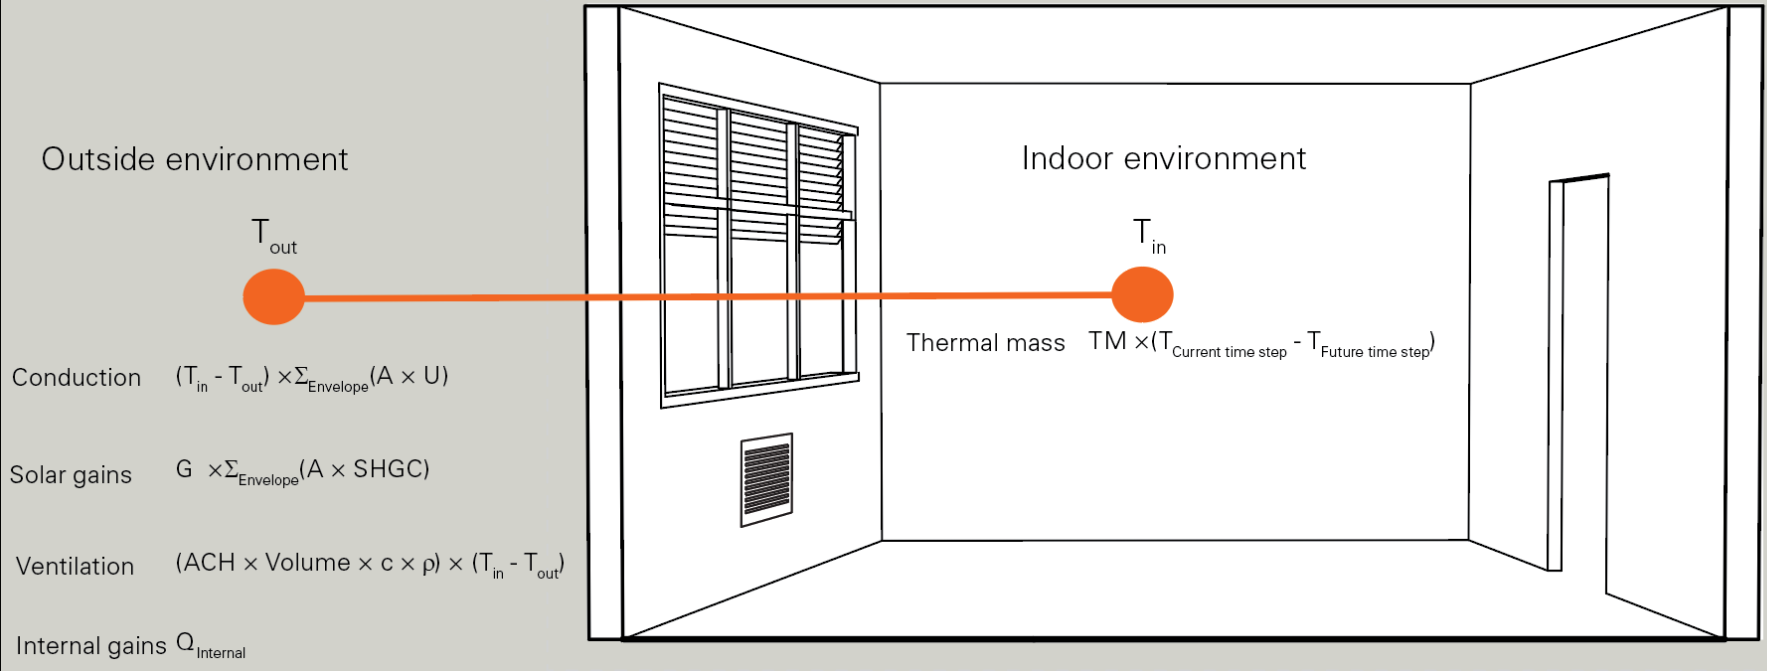 Outside environment
Indoor environment
T out
T in
Thermal mass TM ×(T Current time step - T Future time step)
Conduction (T in - T out) ×Σ Envelope (A × U)
Solar gains G ×Σ Envelope (A × SHGC)
Ventilation (ACH × Volume × c × ρ) × (T in - T out)
Internal gains Q Internal